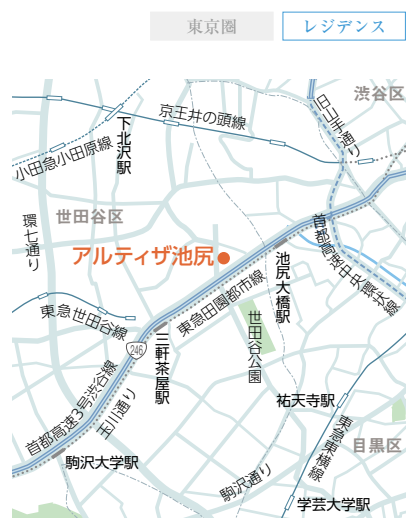 東京圏
レジデンス
渋谷区
旧山手通り
京王井の頭線
下北沢駅
小田急小田原線
環七通り
世田谷区
アルティザ池尻
首都高速中央環状線
池尻大橋駅
東急田園都市線
東急世田谷線
246
三軒茶屋駅
世田谷公園
首都高速3号渋谷線
玉川通り
祐天寺駅
東急東横線
目黒区
駒沢大学駅
駒沢通り
学芸大学駅